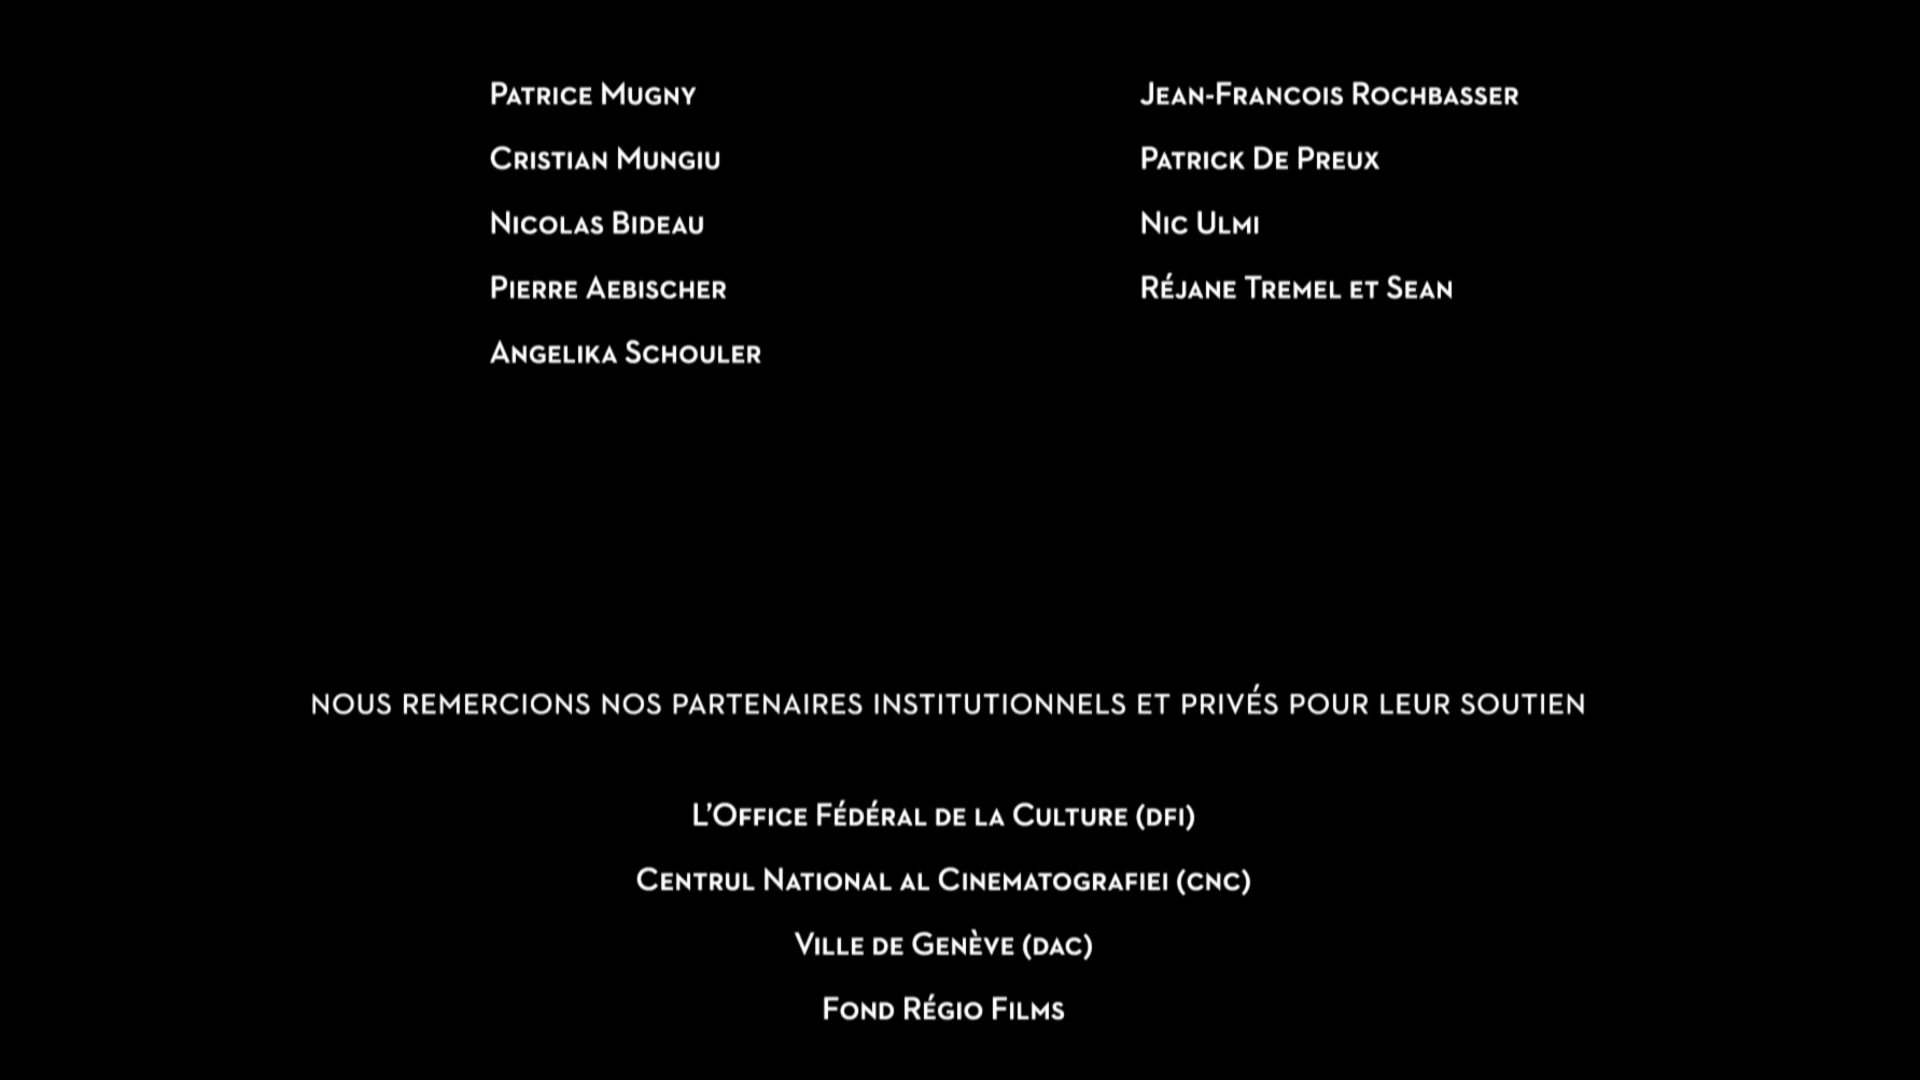 Patrice Mugny
Cristian Mungiu
Nicolas Bideau
Pierre Aebischer
Angelika Schouler
Jean-Francois Rochbasser
Patrick De Preux
Nic Ulmi
Réjane Tremel et Sean
NOUS REMERCIONS NOS PARTENAIRES INSTITUTIONNELS ET PRIVÉS POUR LEUR SOUTIEN
L’Office Fédéral de la Culture (dfi)
Centrul National al Cinematografiei (cnc)
Ville de Genève (dac)
Fond Régio Films